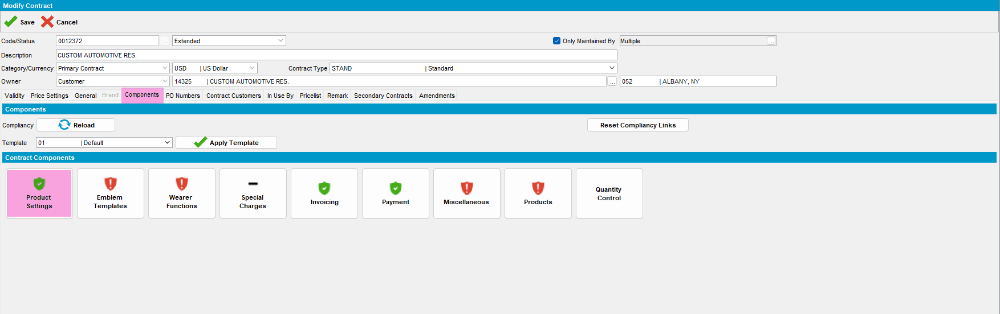 Modify Contract
Save Cancel
Code/Status 0012372 ... Extended Only Maintained By Multiple ...
Description CUSTOM AUTOMOTIVE RES.
Category/Currency Primary Contract USD | US Dollar Contract Type STAND | Standard
Owner Customer 14325 | CUSTOM AUTOMOTIVE RES. ... 052 | ALBANY, NY
Validity Price Settings General Brand Components PO Numbers Contract Customers In Use By Pricelist Remark Secondary Contracts Amendments
Components
Compliancy Reload Reset Compliancy Links
Template 01 | Default Apply Template
Contract Components
Product
Settings
Emblem
Templates
Wearer
Functions
Special
Charges
Invoicing
Payment
Miscellaneous
Products
Quantity
Control